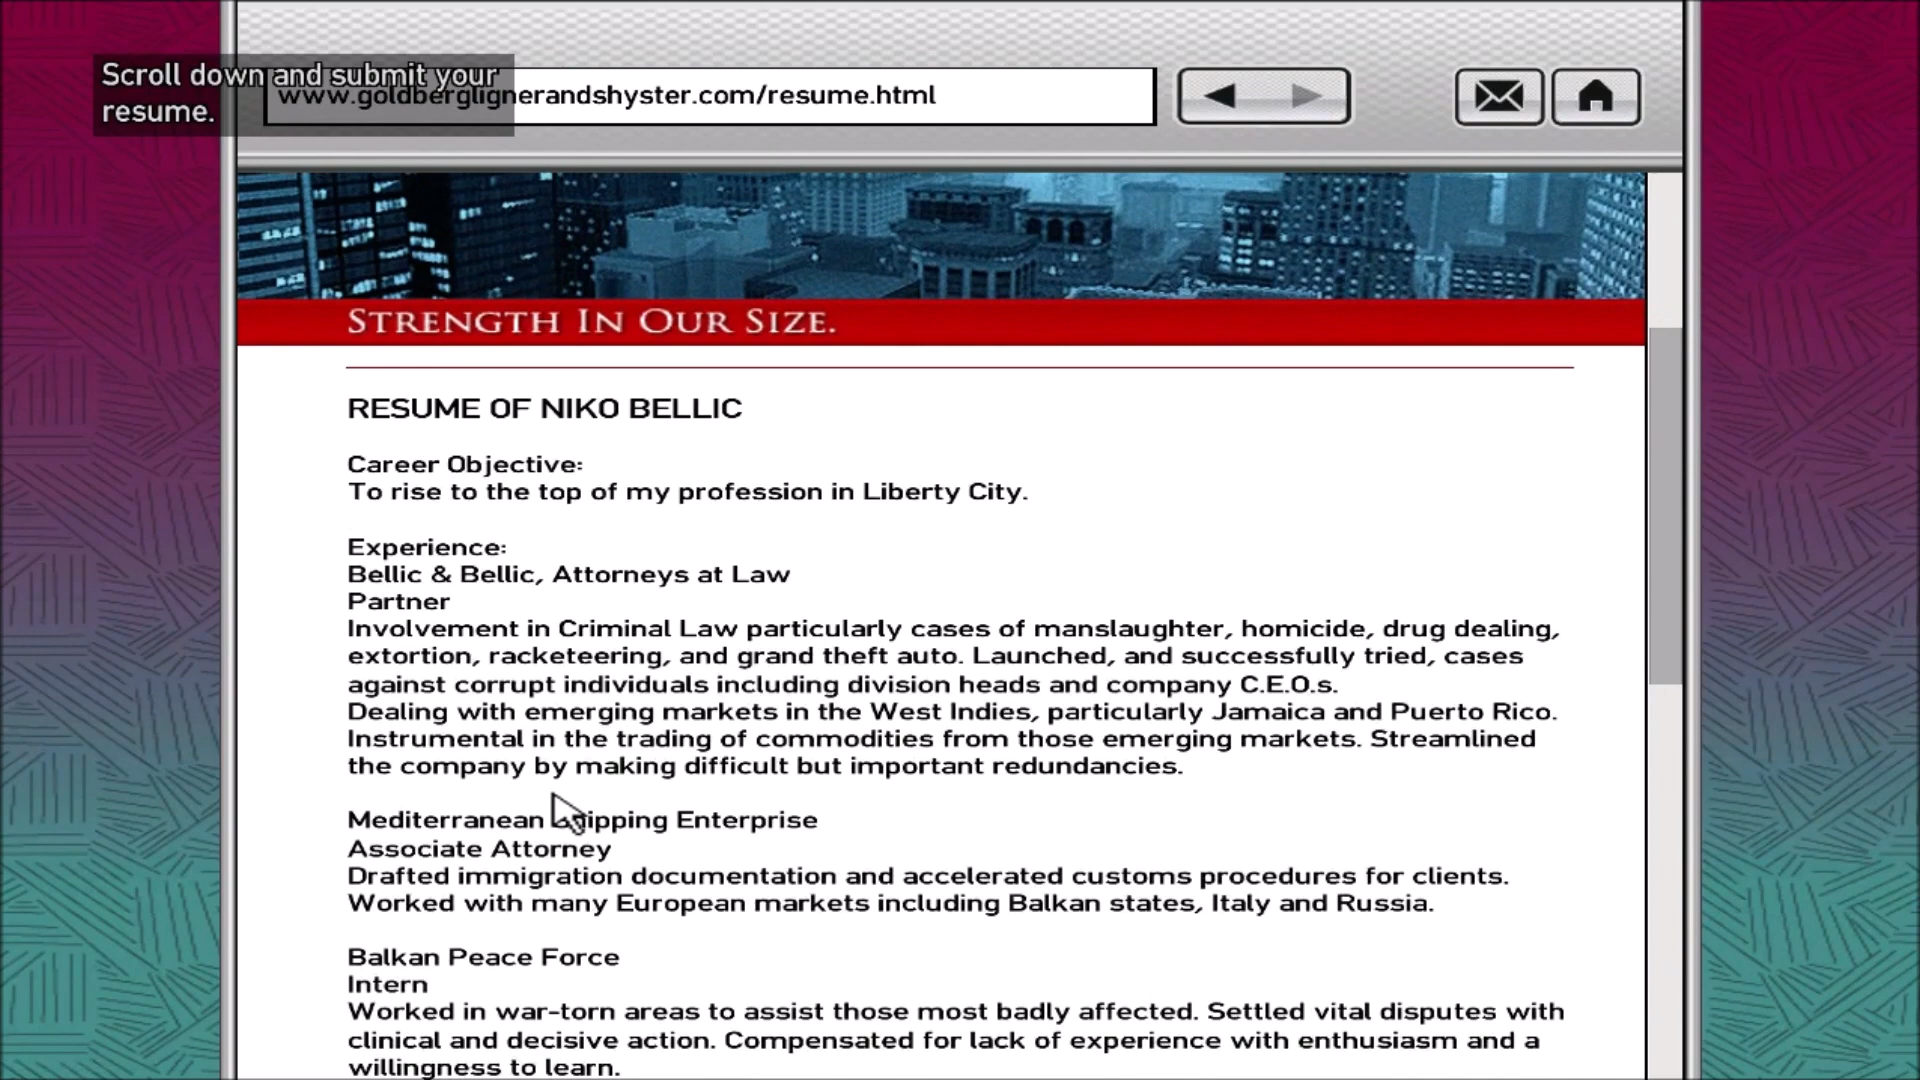 Scroll down and submit your
resume.
www.goldberglignerandshyster.com/resume.html
STRENGTH IN OUR SIZE.
RESUME OF NIKO BELLIC
Career Objective:
To rise to the top of my profession in Liberty City.
Experience:
Bellic & Bellic, Attorneys at Law
Partner
Involvement in Criminal Law particularly cases of manslaughter, homicide, drug dealing,
extortion, racketeering, and grand theft auto. Launched, and successfully tried, cases
against corrupt individuals including division heads and company C.E.O.s.
Dealing with emerging markets in the West Indies, particularly Jamaica and Puerto Rico.
Instrumental in the trading of commodities from those emerging markets. Streamlined
the company by making difficult but important redundancies.
Mediterranean Shipping Enterprise
Associate Attorney
Drafted immigration documentation and accelerated customs procedures for clients.
Worked with many European markets including Balkan states, Italy and Russia.
Balkan Peace Force
Intern
Worked in war-torn areas to assist those most badly affected. Settled vital disputes with
clinical and decisive action. Compensated for lack of experience with enthusiasm and a
willingness to learn.